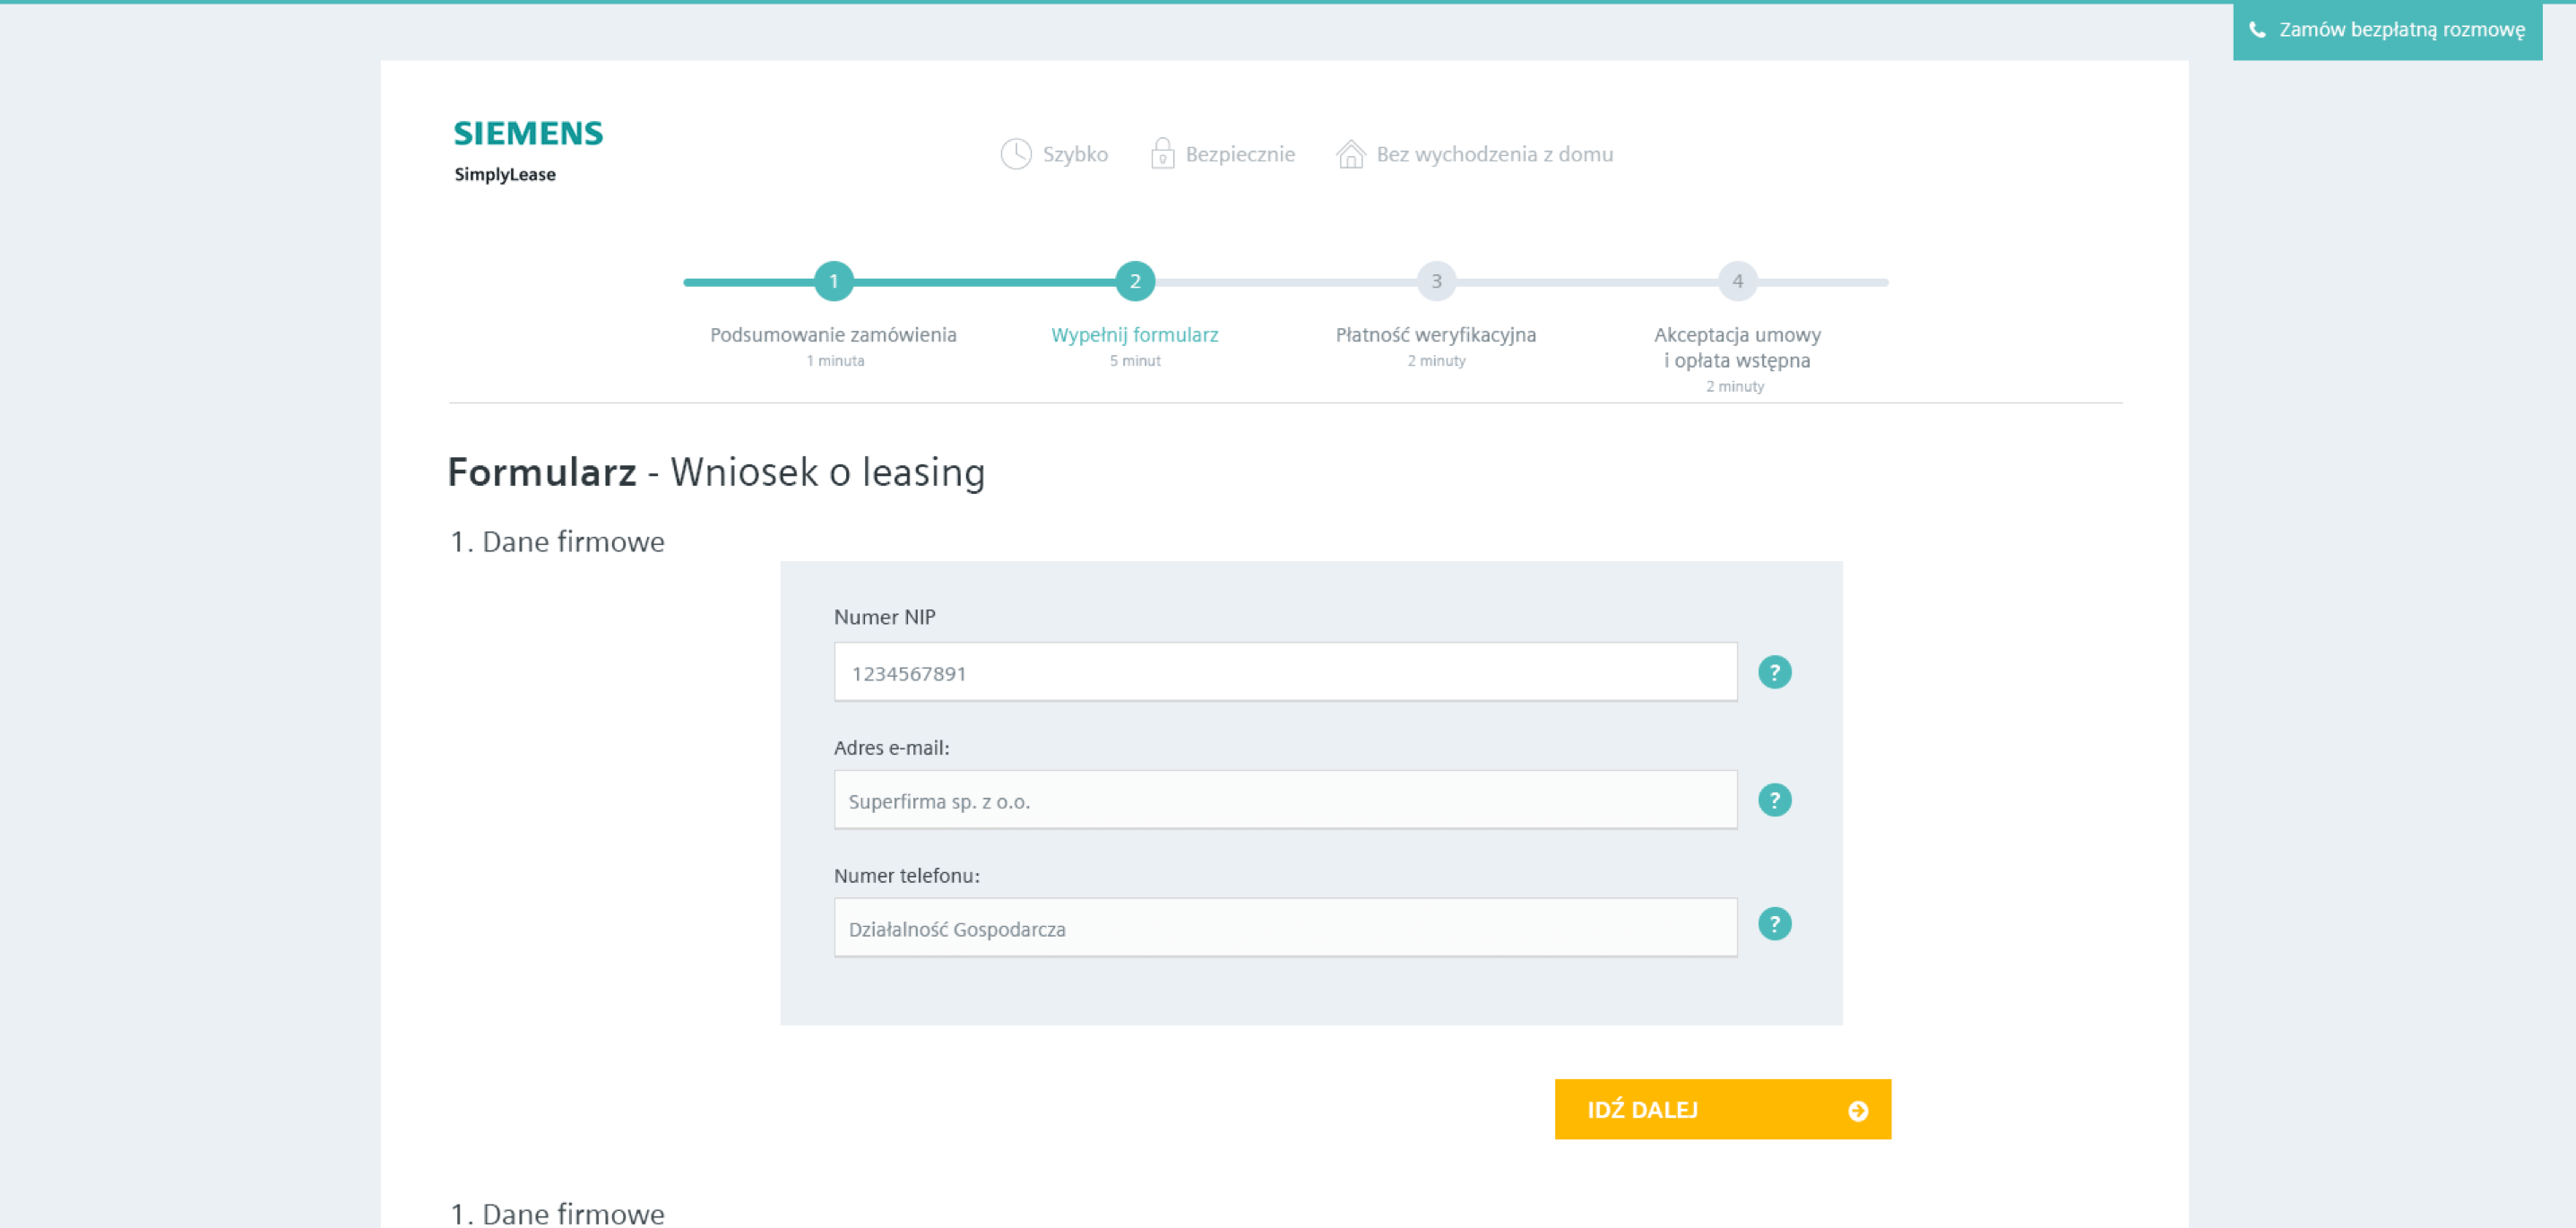 Zamów bezpłatną rozmowę
SIEMENS
SimplyLease
Szybko
Bezpiecznie
Bez wychodzenia z domu
1
2
3
4
Podsumowanie zamówienia
1 minuta
Wypełnij formularz
5 minut
Płatność weryfikacyjna
2 minuty
Akceptacja umowy
i opłata wstępna
2 minuty
Formularz - Wniosek o leasing
1. Dane firmowe
Numer NIP
1234567891
?
Adres e-mail:
Superfirma sp. z o.o.
?
Numer telefonu:
Działalność Gospodarcza
?
IDŹ DALEJ
1. Dane firmowe